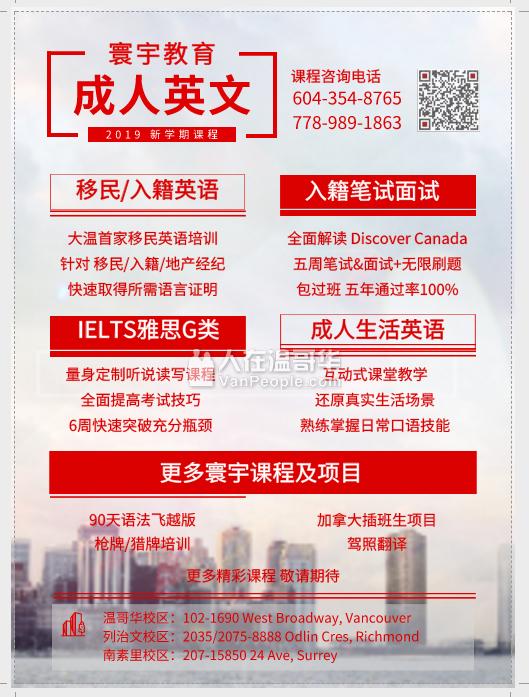 寰宇教育
成人英文
2019 新学期课程
课程咨询电话
604-354-8765
778-989-1863
移民/入籍英语
大温首家移民英语培训
针对 移民/入籍/地产经纪
快速取得所需语言证明
入籍笔试面试
全面解读 Discover Canada
五周笔试&面试+无限刷题
包过班 五年通过率100%
IELTS雅思G类
量身定制听说读写课程
全面提高考试技巧
6周快速突破充分瓶颈
成人生活英语
互动式课堂教学
还原真实生活场景
熟练掌握日常口语技能
人在温哥华
VanPeople.com
更多寰宇课程及项目
90天语法飞越版
枪牌/猎牌培训
加拿大插班生项目
驾照翻译
更多精彩课程 敬请期待
温哥华校区：102-1690 West Broadway, Vancouver
列治文校区：2035/2075-8888 Odlin Cres, Richmond
南素里校区：207-15850 24 Ave, Surrey